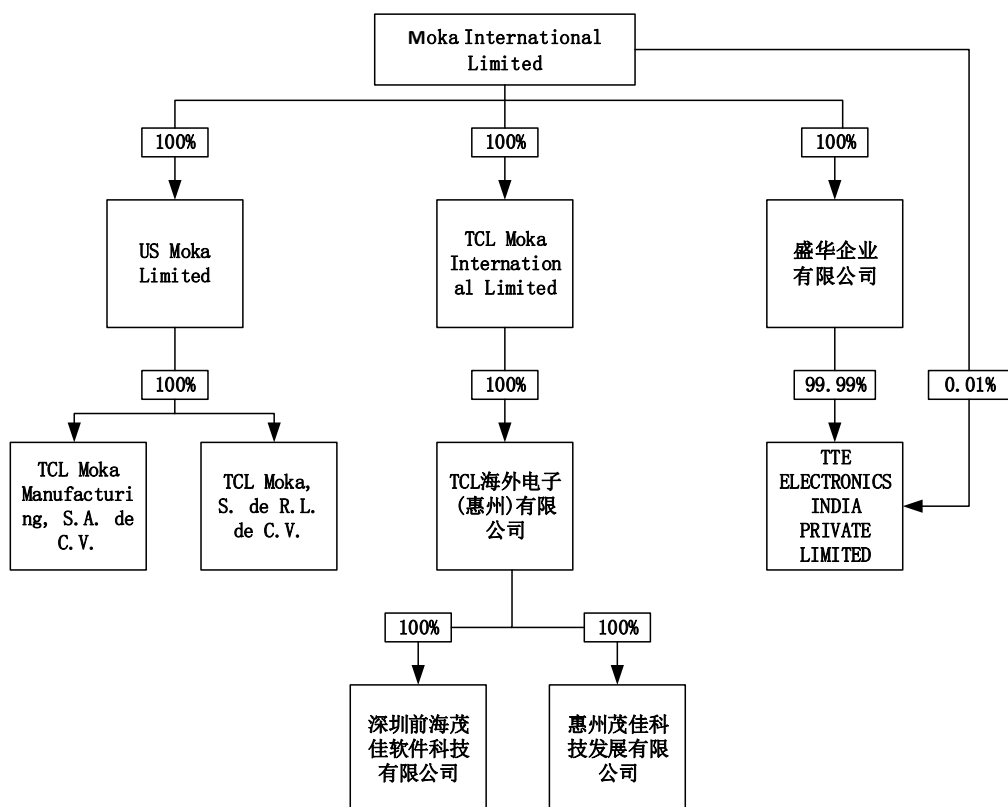 Moka International
Limited
100%
100%
100%
US Moka
Limited
TCL Moka
Internation
al Limited
盛华企业
有限公司
100%
100%
99.99%
0.01%
TCL Moka
Manufacturi
ng, S.A. de
C.V.
TCL Moka,
S. de R.L.
de C.V.
TCL海外电子
(惠州)有限
公司
TTE
ELECTRONICS
INDIA
PRIVATE
LIMITED
100%
100%
深圳前海茂
佳软件科技
有限公司
惠州茂佳科
技发展有限
公司